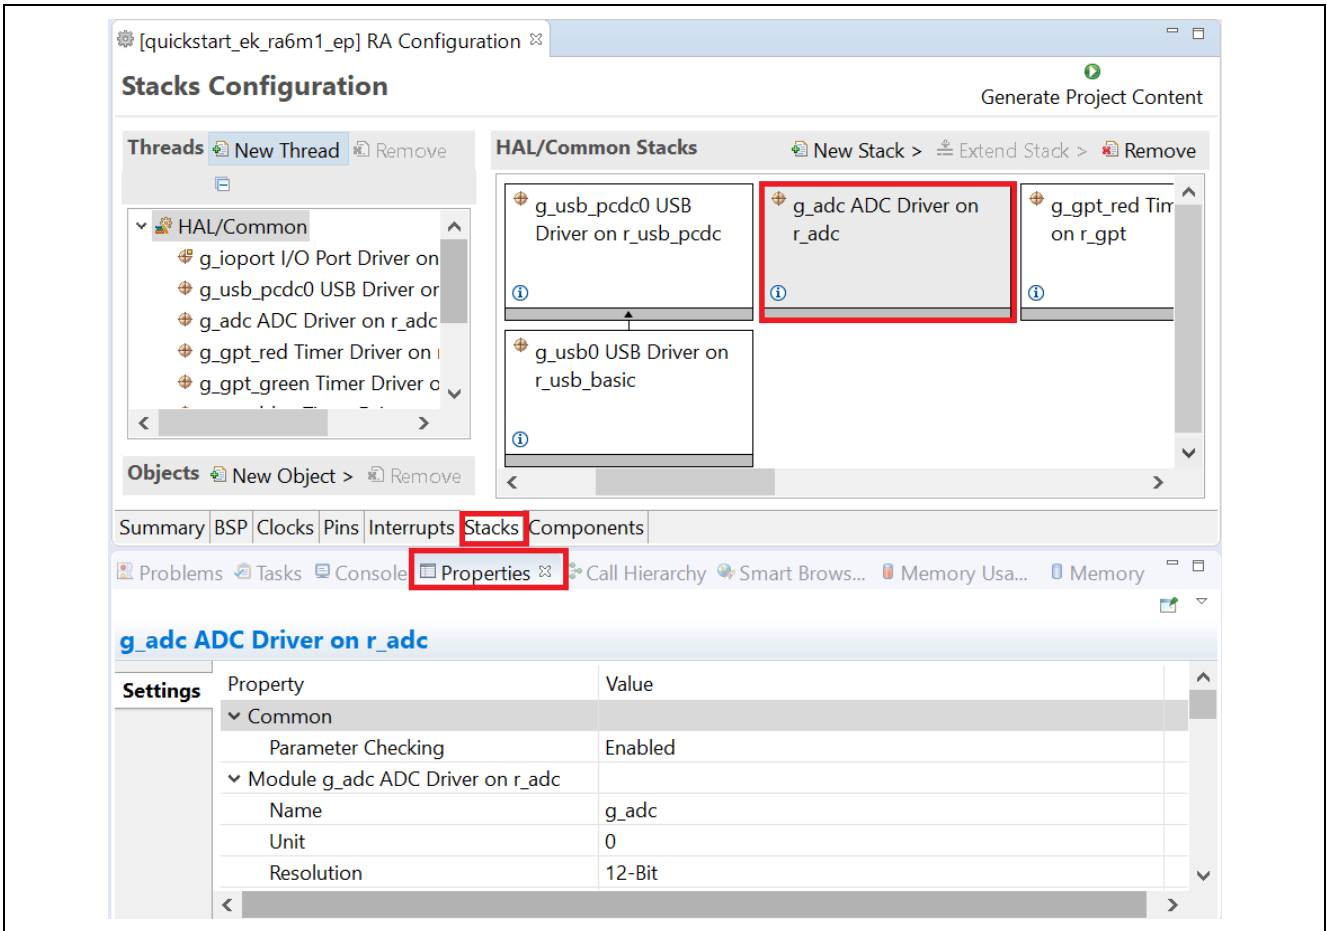 [quickstart_ek_ra6m1_ep] RA Configuration
Stacks Configuration
Generate Project Content
Threads New Thread Remove
HAL/Common Stacks New Stack > Extend Stack > Remove
HAL/Common
g_ioport I/O Port Driver on
g_usb_pcdc0 USB Driver or
g_adc ADC Driver on r_adc
g_gpt_red Timer Driver on
g_gpt_green Timer Driver o
g_usb_pcdc0 USB
Driver on r_usb_pcdc
g_adc ADC Driver on
r_adc
g_gpt_red Tim
on r_gpt
g_usb0 USB Driver on
r_usb_basic
Objects New Object > Remove
Summary BSP Clocks Pins Interrupts Stacks Components
Problems Tasks Console Properties Call Hierarchy Smart Brows... Memory Usa... Memory
g_adc ADC Driver on r_adc
Settings
Property Value
Common
Parameter Checking Enabled
Module g_adc ADC Driver on r_adc
Name g_adc
Unit 0
Resolution 12-Bit